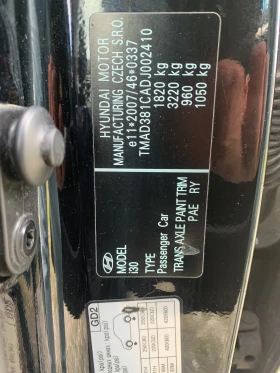 HYUNDAI MOTOR
MANUFACTURING CZECH S.R.O.
e11*2007/46*0337
TMAD381CADJ002410
1820 kg
3220 kg
960 kg
1050 kg
MODEL
i30
TYPE
Passenger Car
TRANS AXLE PAINT TRIM
PAE RY
GD2